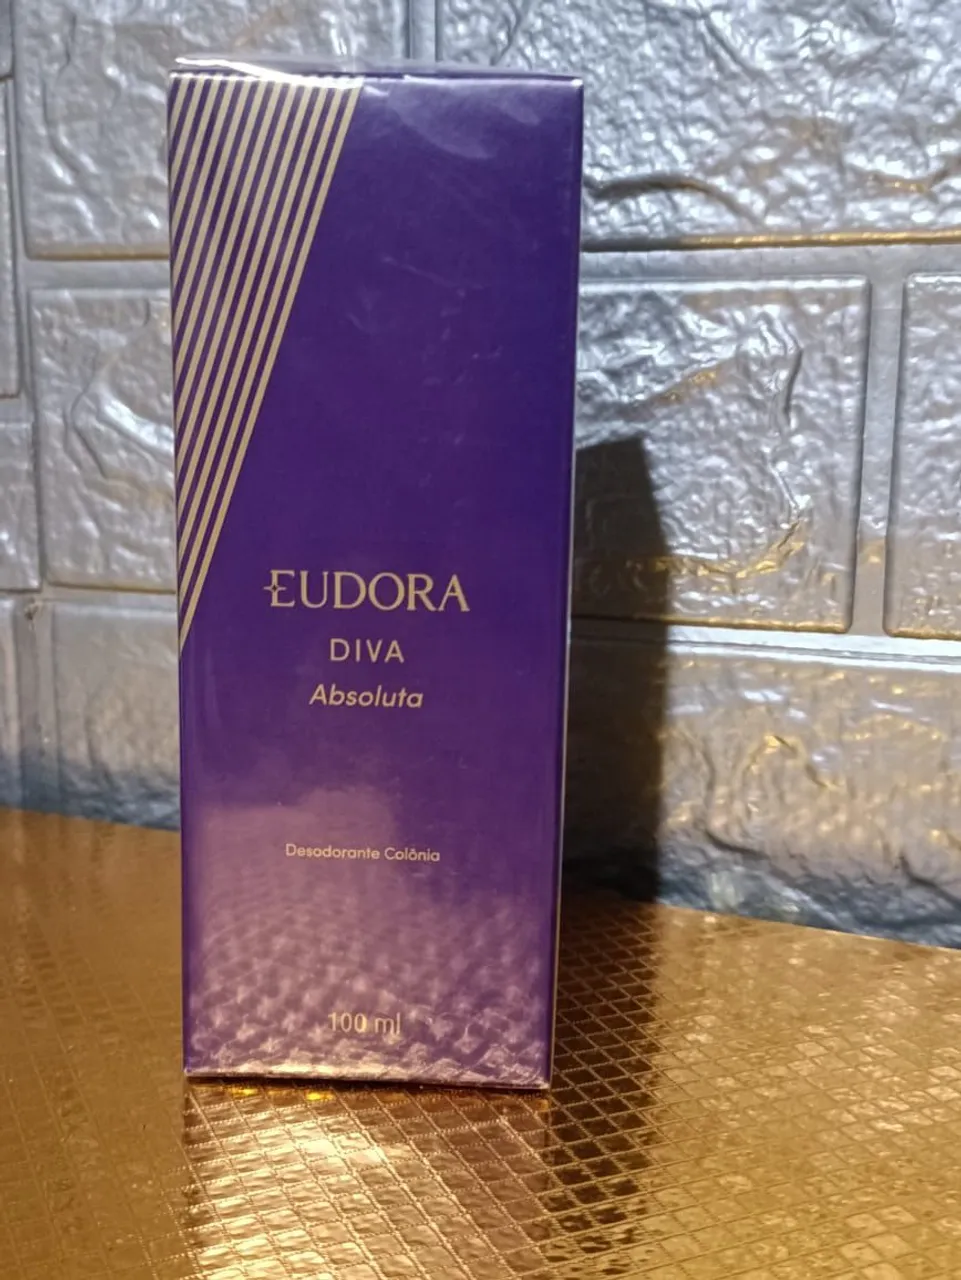 EUDORA
DIVA
Absoluta
Desodorante Colônia
100 ml